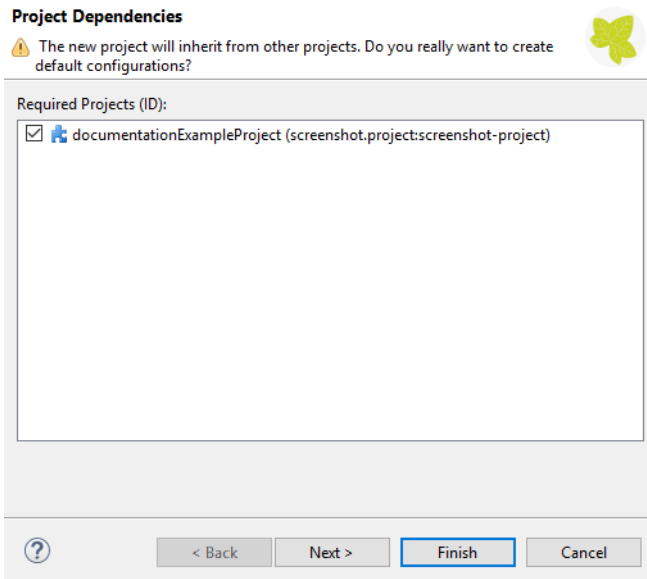 Project Dependencies
The new project will inherit from other projects. Do you really want to create
default configurations?
Required Projects (ID):
documentationExampleProject (screenshot.project:screenshot-project)
?
< Back
Next >
Finish
Cancel